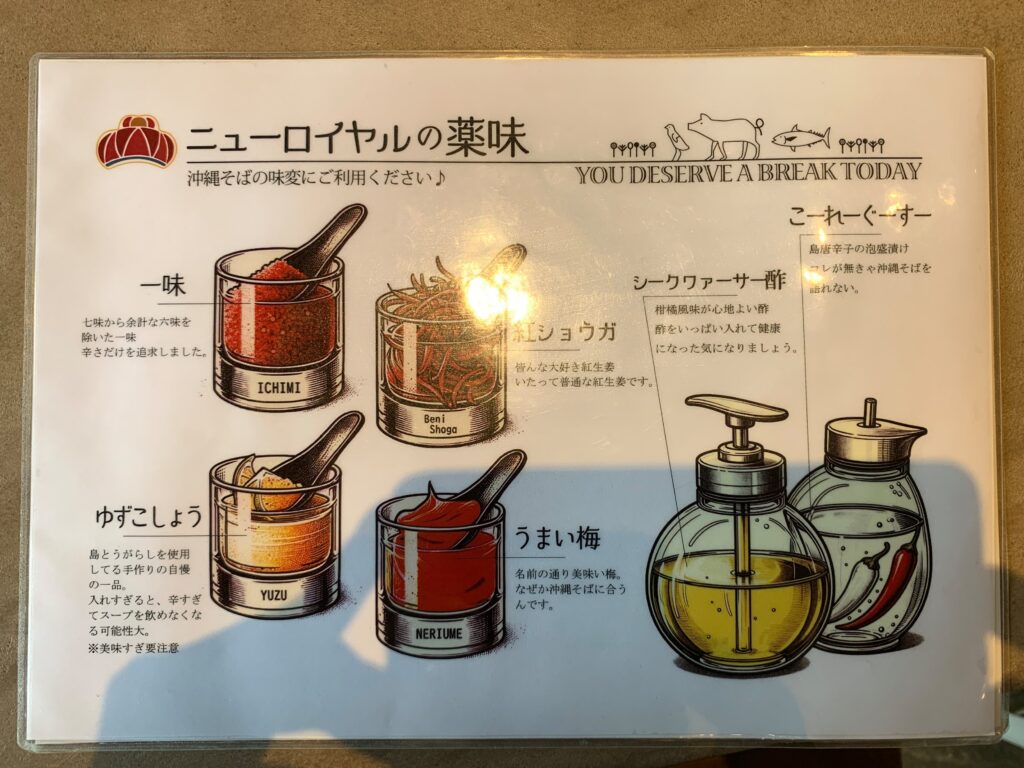 ニューロイヤルの薬味
沖縄そばの味変にご利用ください♪
YOU DESERVE A BREAK TODAY
一味
七味から余計な六味を
除いた一味
辛さだけを追求しました。
ICHIMI
紅ショウガ
皆んな大好き紅生姜
いたって普通な紅生姜です。
Beni
Shoga
シークワァーサー酢
柑橘風味が心地よい酢
酢をいっぱい入れて健康
になった気になりましょう。
こーれーぐーすー
島唐辛子の泡盛漬け
コレが無きゃ沖縄そばを
語れない。
ゆずこしょう
島とうがらしを使用
してる手作りの自慢
の一品。
入れすぎると、辛すぎ
てスープを飲めなくな
る可能性大。
※美味すぎ要注意
YUZU
うまい梅
名前の通り美味い梅。
なぜか沖縄そばに合う
んです。
NERIUME